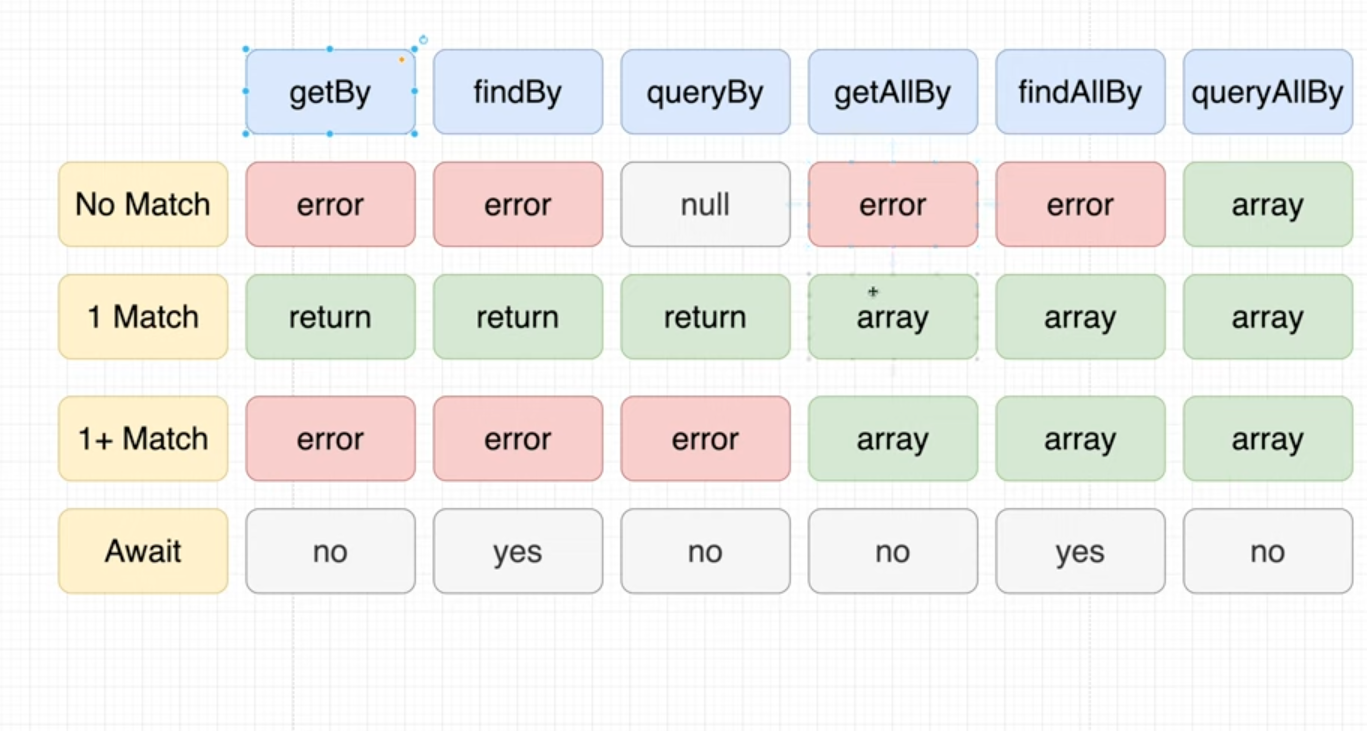 getBy findBy queryBy getAllBy findAllBy queryAllBy
No Match error error null error error array
1 Match return return return array array array
1+ Match error error error array array array
Await no yes no no yes no